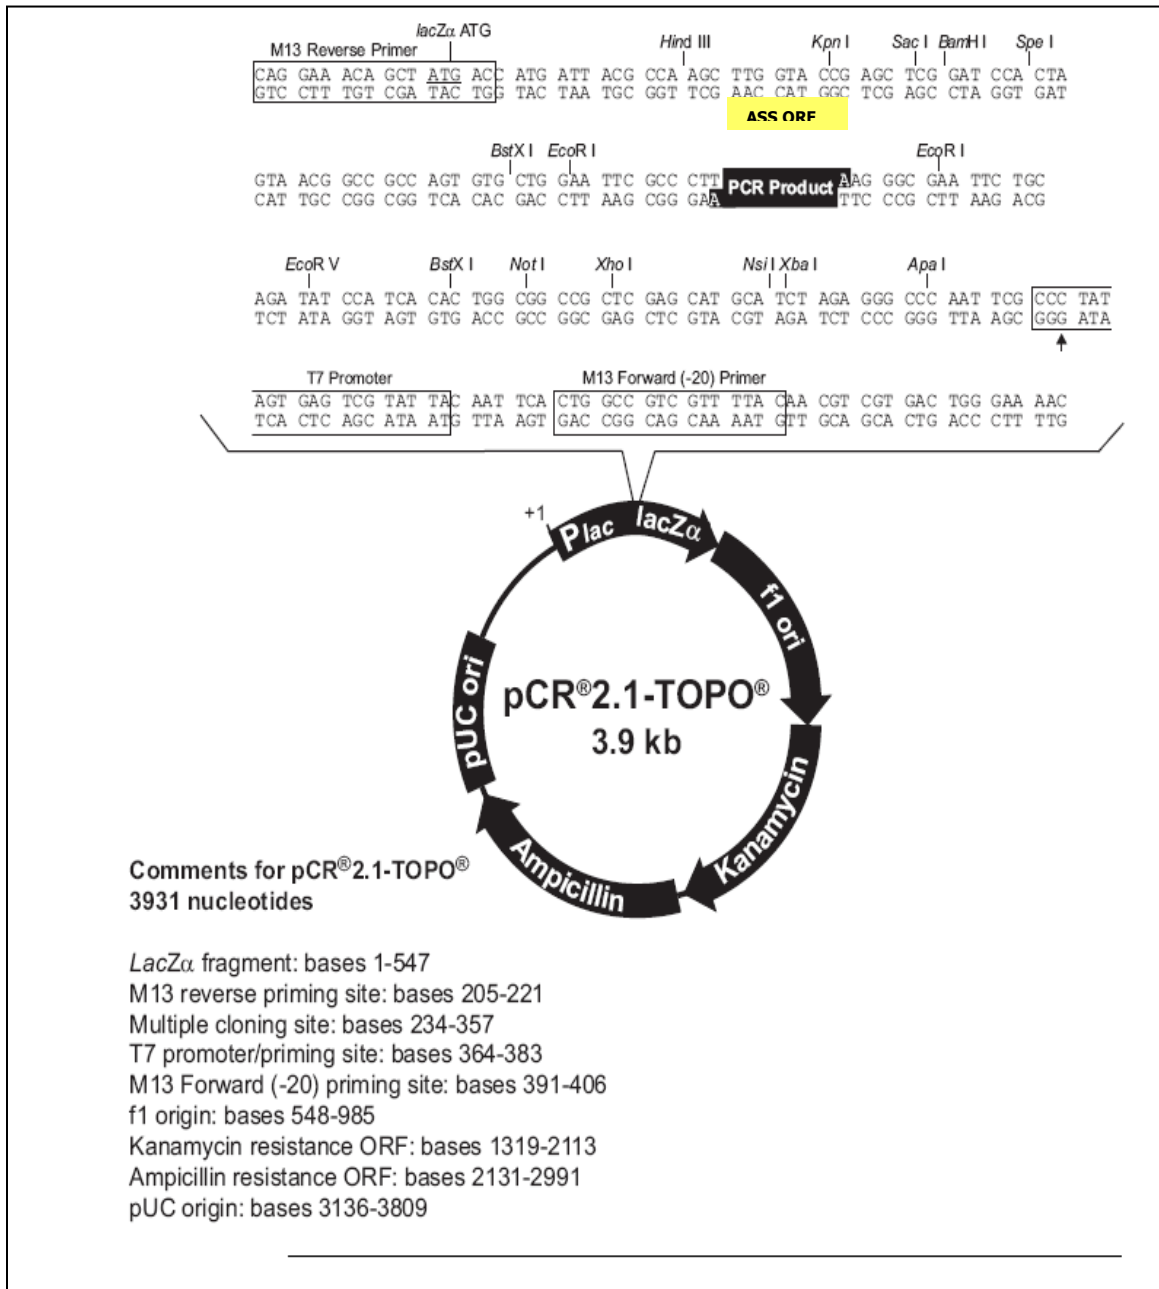 lacZα ATG
M13 Reverse Primer
Hind III Kpn I Sac I BamH I Spe I
CAG GAA ACA GCT ATG ACC ATG ATT ACG CCA AGC TTG GTA CCG AGC TCG GAT CCA CTA
GTC CTT TGT CGA TAC TGG TAC TAA TGC GGT TCG AAC CAT GGC TCG AGC CTA GGT GAT
ASS ORF
BstX I EcoR I EcoR I
GTA ACG GCC GCC AGT GTG CTG GAA TTC GCC CTT PCR Product AAG GGC GAA TTC TGC
CAT TGC CGG CGG TCA CAC GAC CTT AAG CGG GAA TTC CCG CTT AAG ACG
EcoR V BstX I Not I Xho I Nsi I Xba I Apa I
AGA TAT CCA TCA CAC TGG CGG CCG CTC GAG CAT GCA TCT AGA GGG CCC AAT TCG CCC TAT
TCT ATA GGT AGT GTG ACC GCC GGC GAG CTC GTA CGT AGA TCT CCC GGG TTA AGC GGG ATA
T7 Promoter M13 Forward (-20) Primer
AGT GAG TCG TAT TAC AAT TCA CTG GCC GTC GTT TTA CAA CGT CGT GAC TGG GAA AAC
TCA CTC AGC ATA ATG TTA AGT GAC CGG CAG CAA AAT GTT GCA GCA CTG ACC CTT TTG
+1
Plac lacZα
f1 ori
pUC ori
pCR®2.1-TOPO®
3.9 kb
Kanamycin
Ampicillin
Comments for pCR®2.1-TOPO®
3931 nucleotides
LacZα fragment: bases 1-547
M13 reverse priming site: bases 205-221
Multiple cloning site: bases 234-357
T7 promoter/priming site: bases 364-383
M13 Forward (-20) priming site: bases 391-406
f1 origin: bases 548-985
Kanamycin resistance ORF: bases 1319-2113
Ampicillin resistance ORF: bases 2131-2991
pUC origin: bases 3136-3809